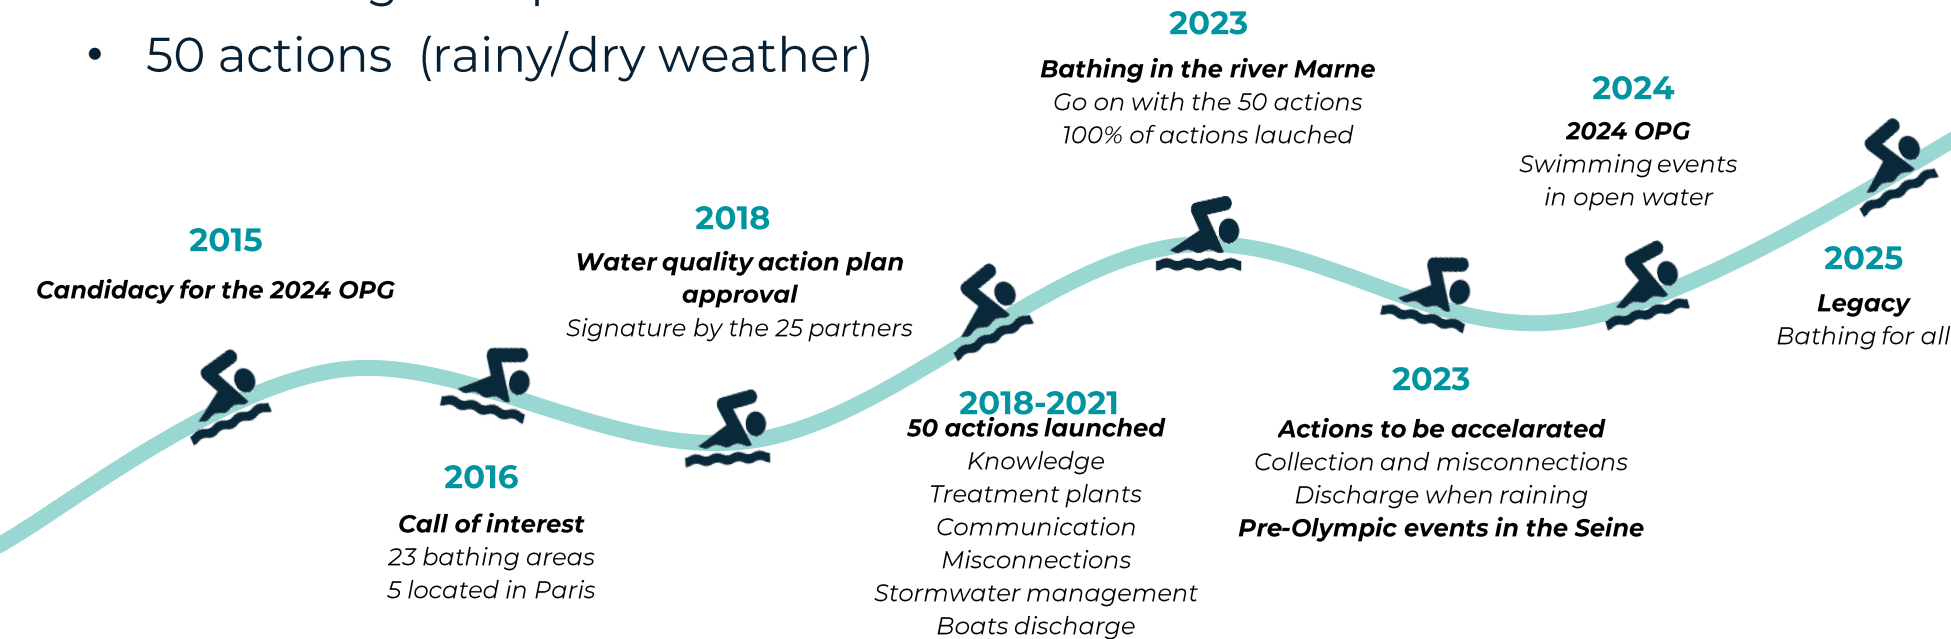 • 50 actions (rainy/dry weather)
2015
Candidacy for the 2024 OPG
2016
Call of interest
23 bathing areas
5 located in Paris
2018
Water quality action plan
approval
Signature by the 25 partners
2018-2021
50 actions launched
Knowledge
Treatment plants
Communication
Misconnections
Stormwater management
Boats discharge
2023
Bathing in the river Marne
Go on with the 50 actions
100% of actions lauched
2023
Actions to be accelarated
Collection and misconnections
Discharge when raining
Pre-Olympic events in the Seine
2024
2024 OPG
Swimming events
in open water
2025
Legacy
Bathing for all